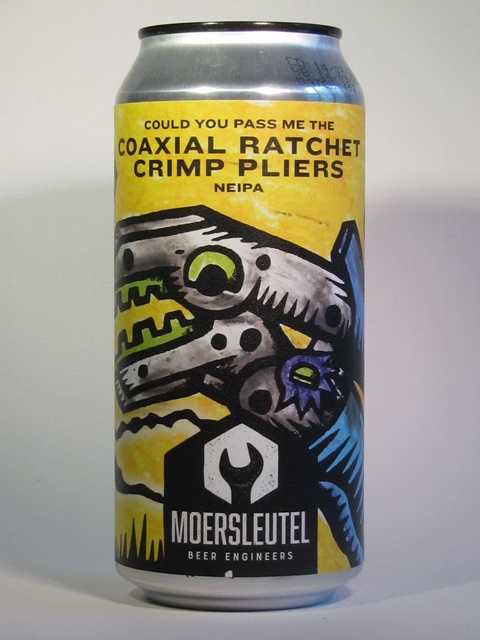 COULD YOU PASS ME THE
COAXIAL RATCHET
CRIMP PLIERS
NEIPA
MOERSLEUTEL
BEER ENGINEERS